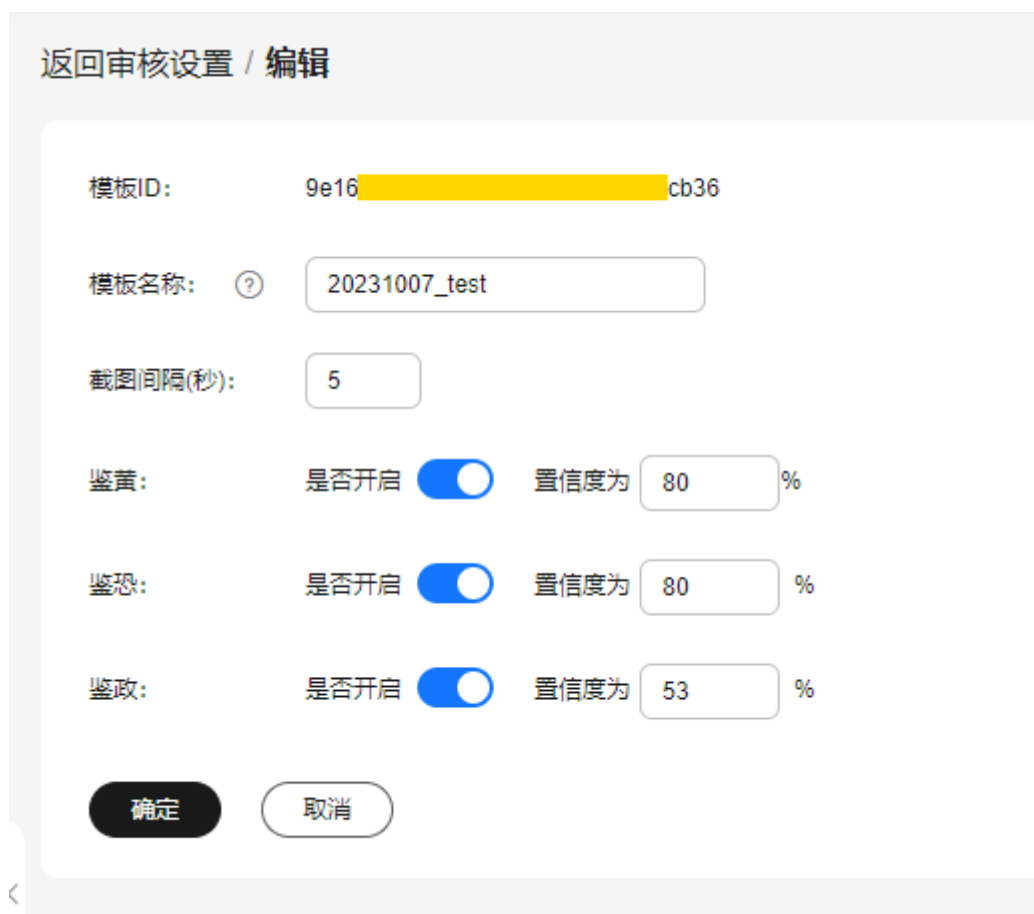 返回审核设置 / 编辑
模板ID: 9e16 cb36
模板名称: ? 20231007_test
截图间隔(秒): 5
鉴黄: 是否开启 置信度为 80 %
鉴恐: 是否开启 置信度为 80 %
鉴政: 是否开启 置信度为 53 %
确定 取消